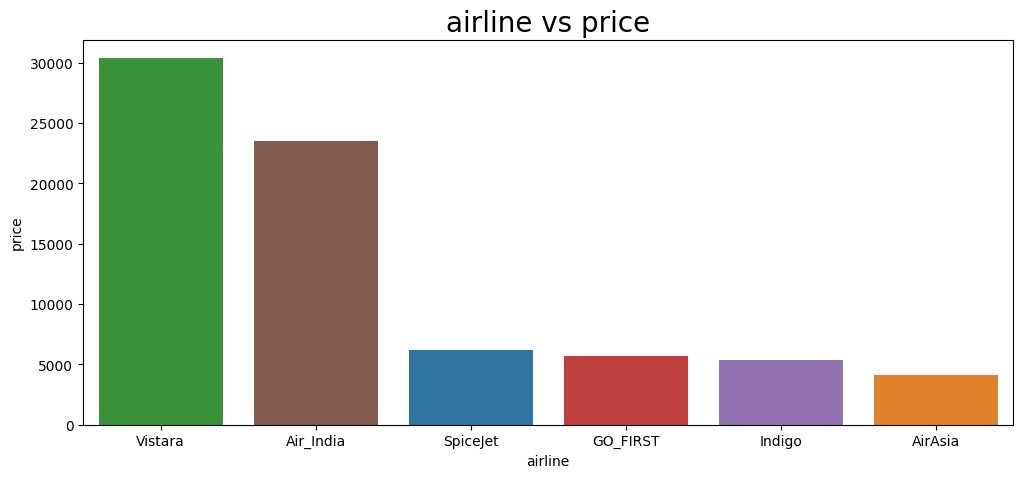 airline vs price
price
30000
25000
20000
15000
10000
5000
0
Vistara Air_India SpiceJet GO_FIRST Indigo AirAsia
airline